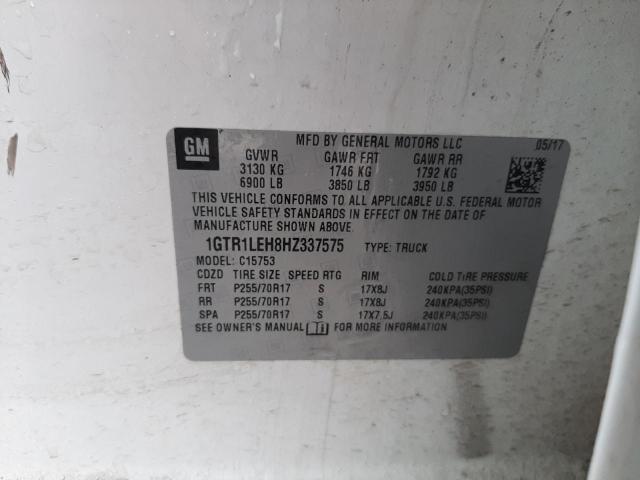 GM
MFD BY GENERAL MOTORS LLC 05/17
GVWR GAWR FRT GAWR RR
3130 KG 1746 KG 1792 KG
6900 LB 3850 LB 3950 LB
THIS VEHICLE CONFORMS TO ALL APPLICABLE U.S. FEDERAL MOTOR
VEHICLE SAFETY STANDARDS IN EFFECT ON THE DATE OF
MANUFACTURE SHOWN ABOVE.
1GTR1LEH8HZ337575 TYPE: TRUCK
MODEL: C15753
CDZD TIRE SIZE SPEED RTG RIM COLD TIRE PRESSURE
FRT P255/70R17 S 17X8J 240KPA(35PSI)
RR P255/70R17 S 17X8J 240KPA(35PSI)
SPA P255/70R17 S 17X7.5J 240KPA(35PSI)
SEE OWNER'S MANUAL FOR MORE INFORMATION